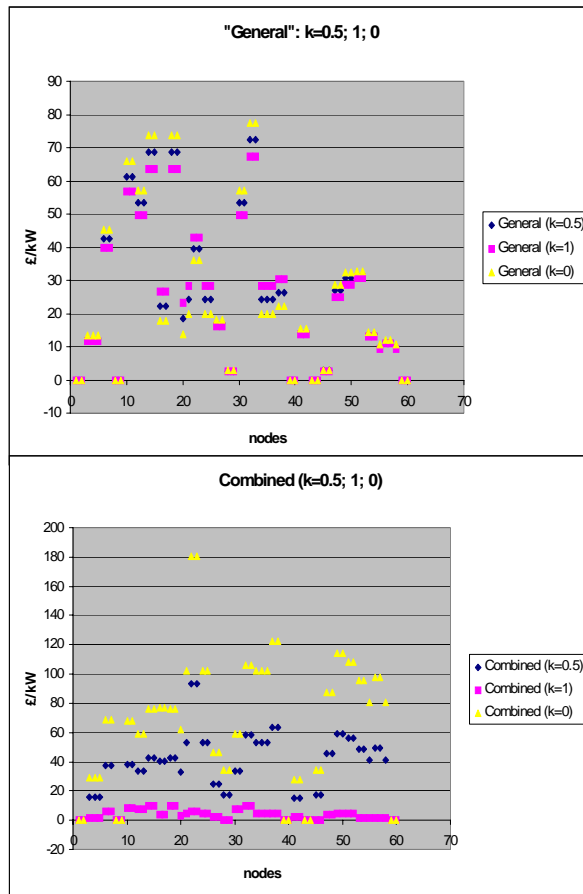 "General": k=0.5; 1; 0
90
80
70
60
50
40
30
20
10
0
-10
£/kW
0 10 20 30 40 50 60 70
nodes
General (k=0.5)
General (k=1)
General (k=0)
Combined (k=0.5; 1; 0)
200
180
160
140
120
100
80
60
40
20
0
-20
£/kW
0 10 20 30 40 50 60 70
nodes
Combined (k=0.5)
Combined (k=1)
Combined (k=0)